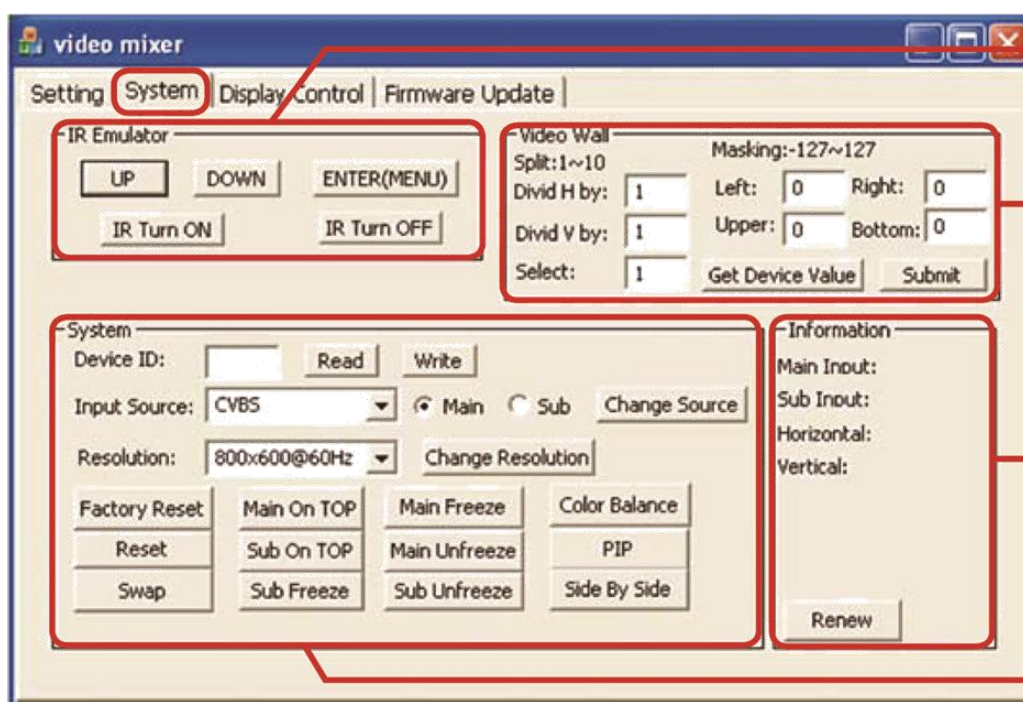 video mixer
Setting System Display Control Firmware Update
IR Emulator
UP DOWN ENTER(MENU)
IR Turn ON IR Turn OFF
Video Wall
Split:1~10 Masking:-127~127
Divid H by: 1 Left: 0 Right: 0
Divid V by: 1 Upper: 0 Bottom: 0
Select: 1 Get Device Value Submit
System
Device ID: Read Write
Input Source: CVBS Main Sub Change Source
Resolution: 800x600@60Hz Change Resolution
Factory Reset Main On TOP Main Freeze Color Balance
Reset Sub On TOP Main Unfreeze PIP
Swap Sub Freeze Sub Unfreeze Side By Side
Information
Main Input:
Sub Input:
Horizontal:
Vertical:
Renew